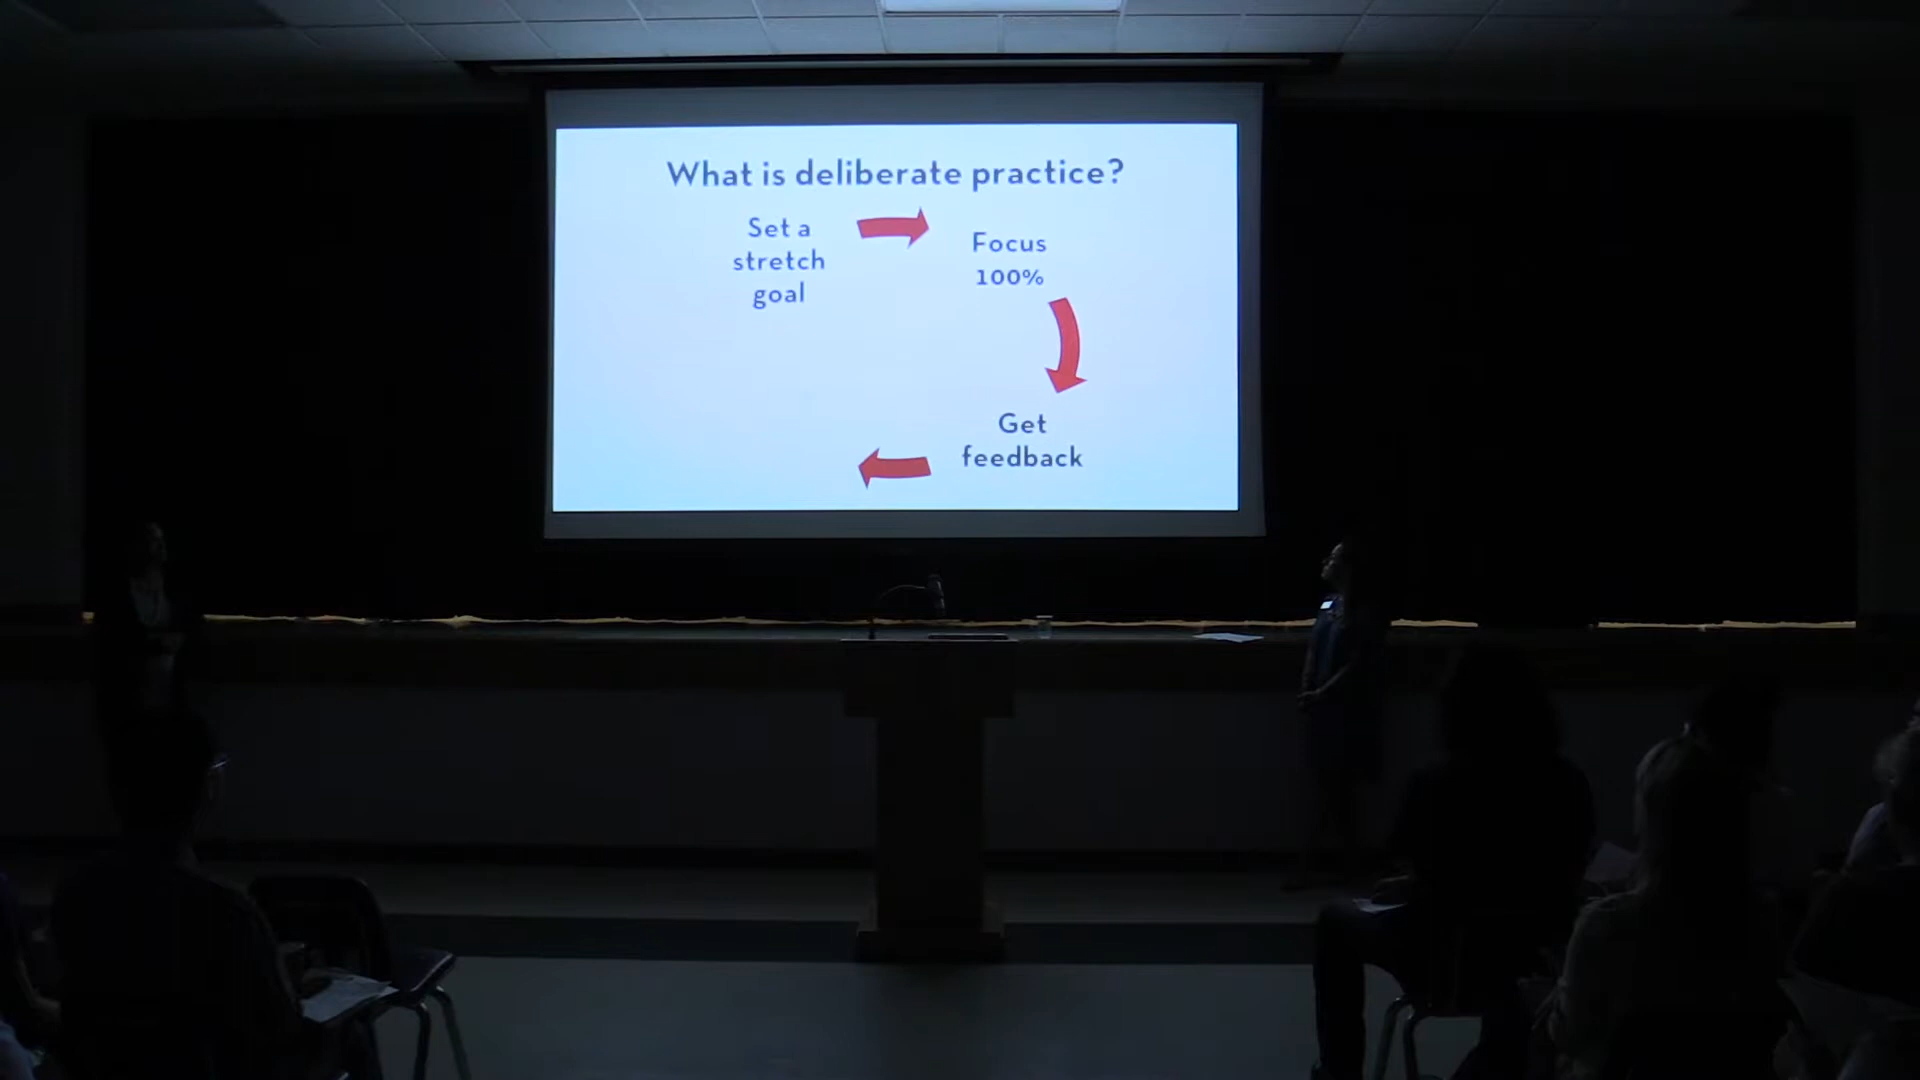 What is deliberate practice?
Set a
stretch
goal
Focus
100%
Get
feedback